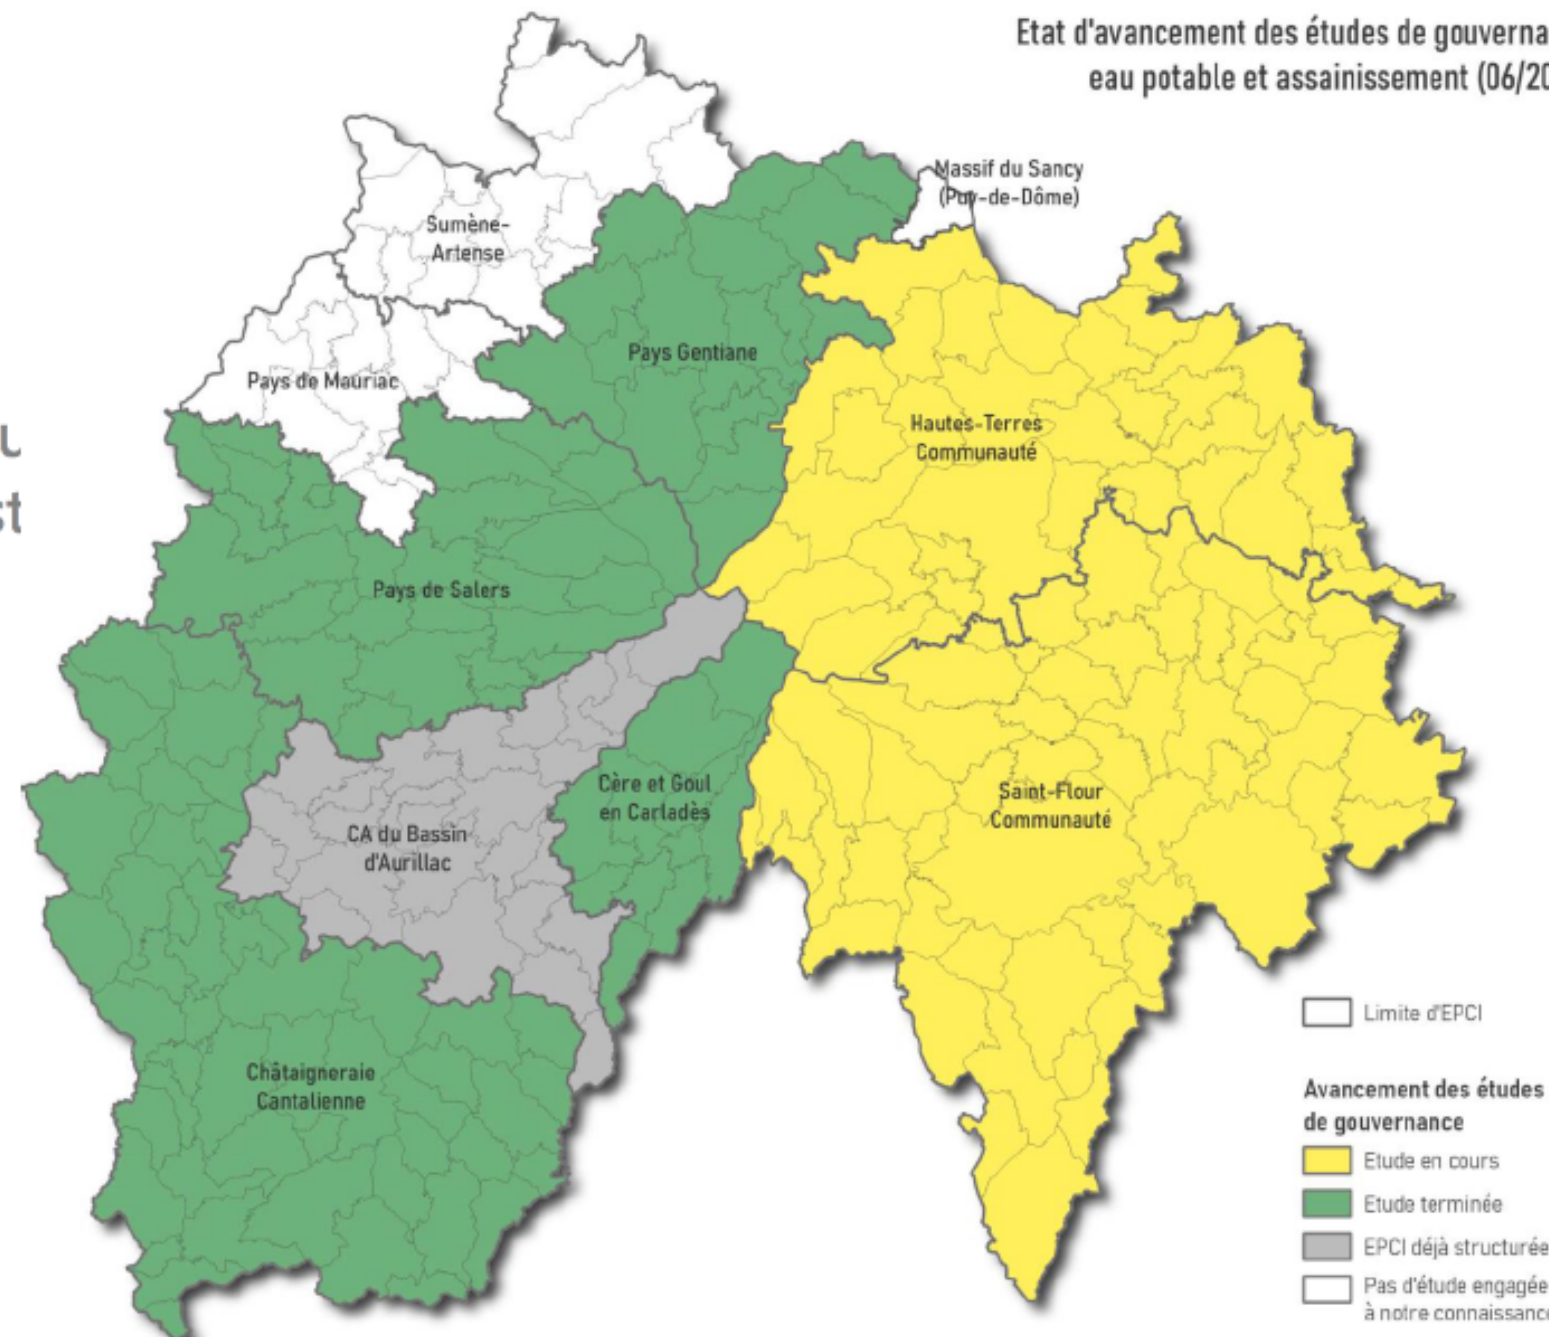 Etat d'avancement des études de gouverna
eau potable et assainissement (06/20
Massif du Sancy
(Puy-de-Dôme)
Sumène-
Artense
Pays Gentiane
Pays de Mauriac
Hautes-Terres
Communauté
Pays de Salers
Cère et Goul
en Carladès
Saint-Flour
Communauté
CA du Bassin
d'Aurillac
Châtaigneraie
Cantalienne
Limite d'EPCI
Avancement des études
de gouvernance
Etude en cours
Etude terminée
EPCI déjà structurée
Pas d'étude engagée
à notre connaissance